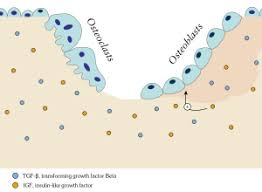 Osteoclasts
Osteoblasts
TGF-β, transforming growth factor Beta
IGF, insulin-like growth factor